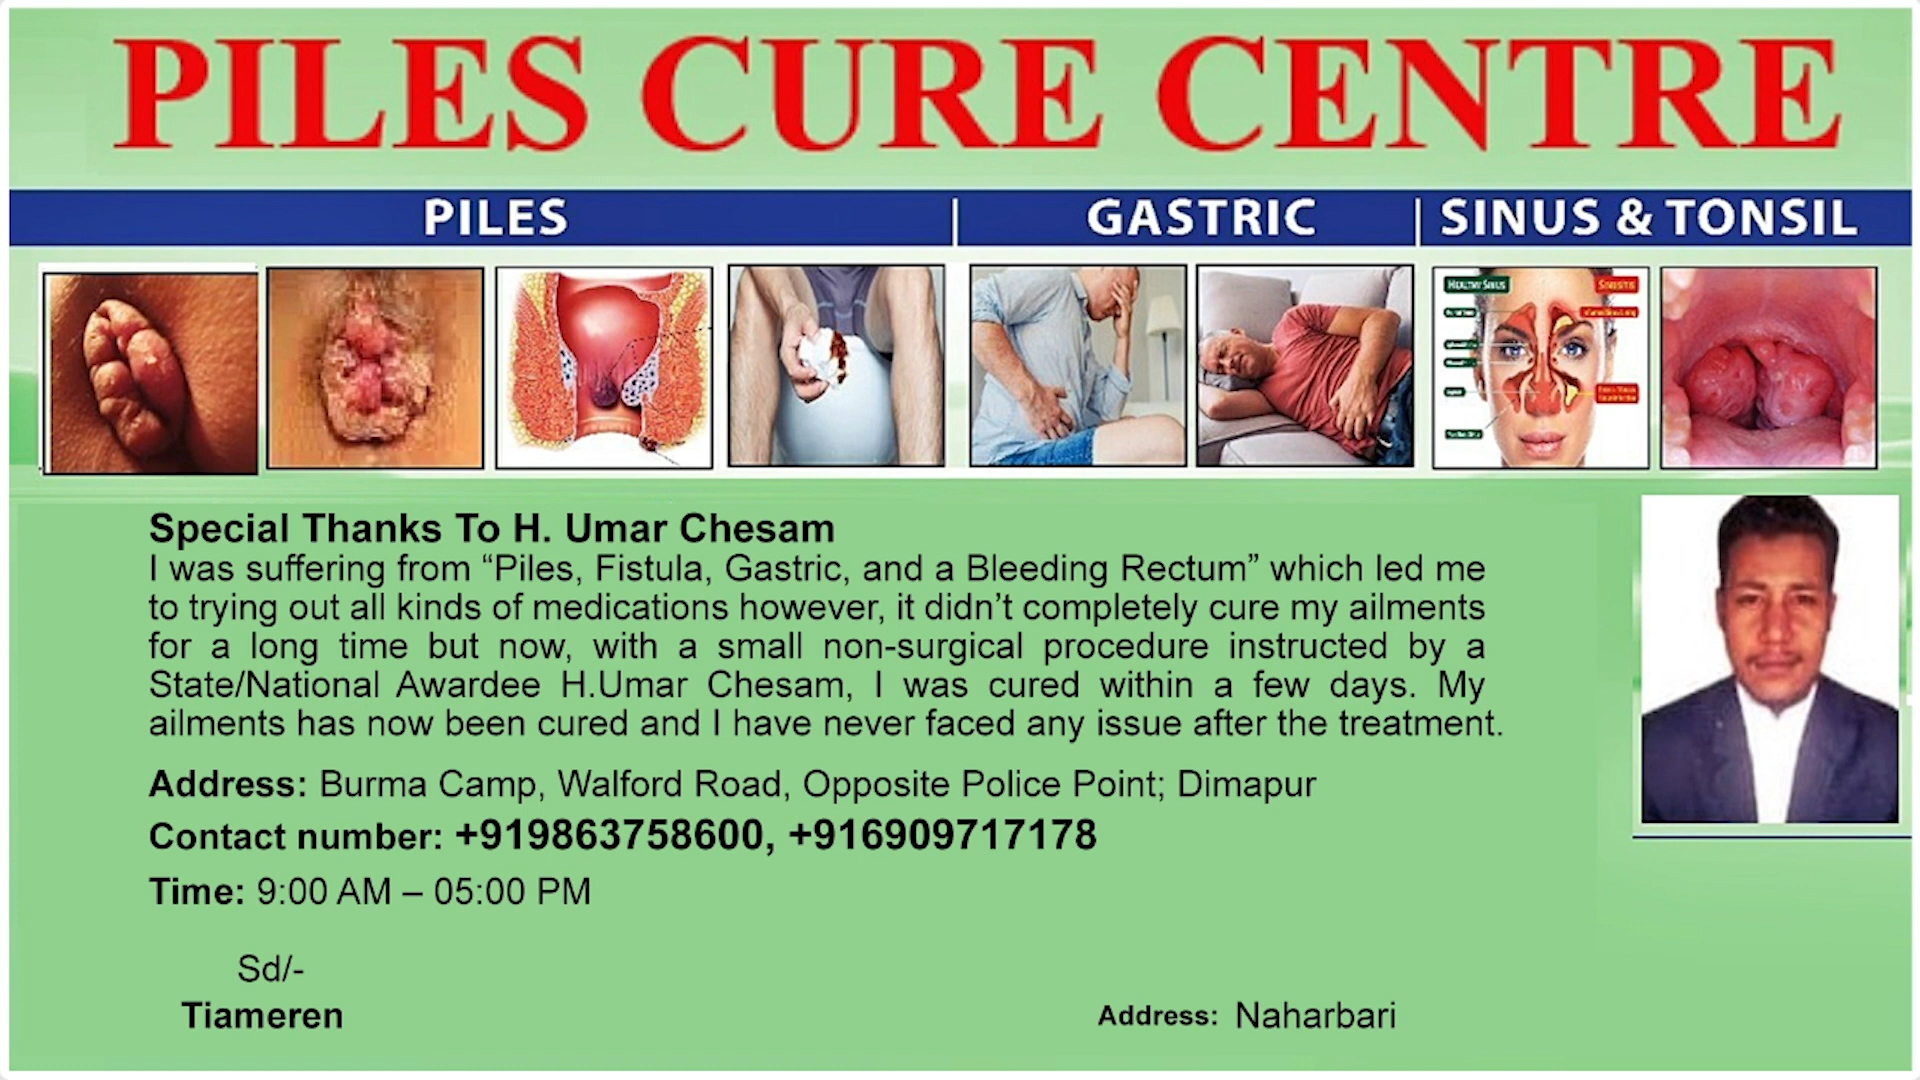 PILES CURE CENTRE
PILES | GASTRIC | SINUS & TONSIL
HEALTHY SINUS
SINUSITIS
Special Thanks To H. Umar Chesam
I was suffering from “Piles, Fistula, Gastric, and a Bleeding Rectum” which led me
to trying out all kinds of medications however, it didn’t completely cure my ailments
for a long time but now, with a small non-surgical procedure instructed by a
State/National Awardee H.Umar Chesam, I was cured within a few days. My
ailments has now been cured and I have never faced any issue after the treatment.
Address: Burma Camp, Walford Road, Opposite Police Point; Dimapur
Contact number: +919863758600, +916909717178
Time: 9:00 AM – 05:00 PM
Sd/-
Tiameren
Address: Naharbari